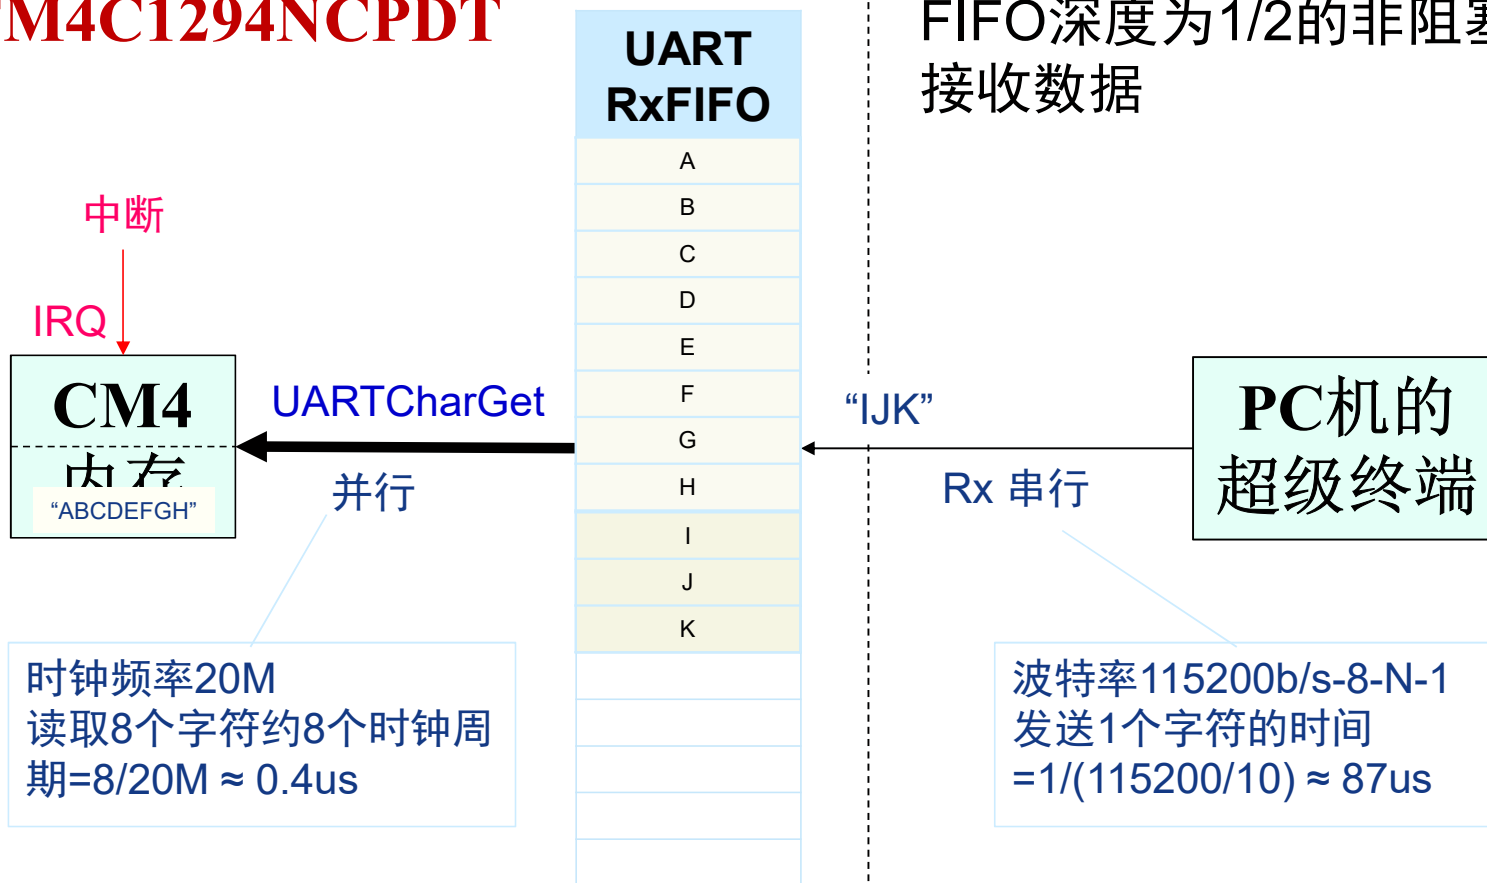 M4C1294NCPDT
UART
RxFIFO
FIFO深度为1/2的非阻塞
接收数据
A
B
C
D
E
F
G
H
I
J
K
中断
IRQ
CM4
内存
“ABCDEFGH”
UARTCharGet
并行
“IJK”
Rx 串行
PC机的
超级终端
时钟频率20M
读取8个字符约8个时钟周
期=8/20M ≈ 0.4us
波特率115200b/s-8-N-1
发送1个字符的时间
=1/(115200/10) ≈ 87us